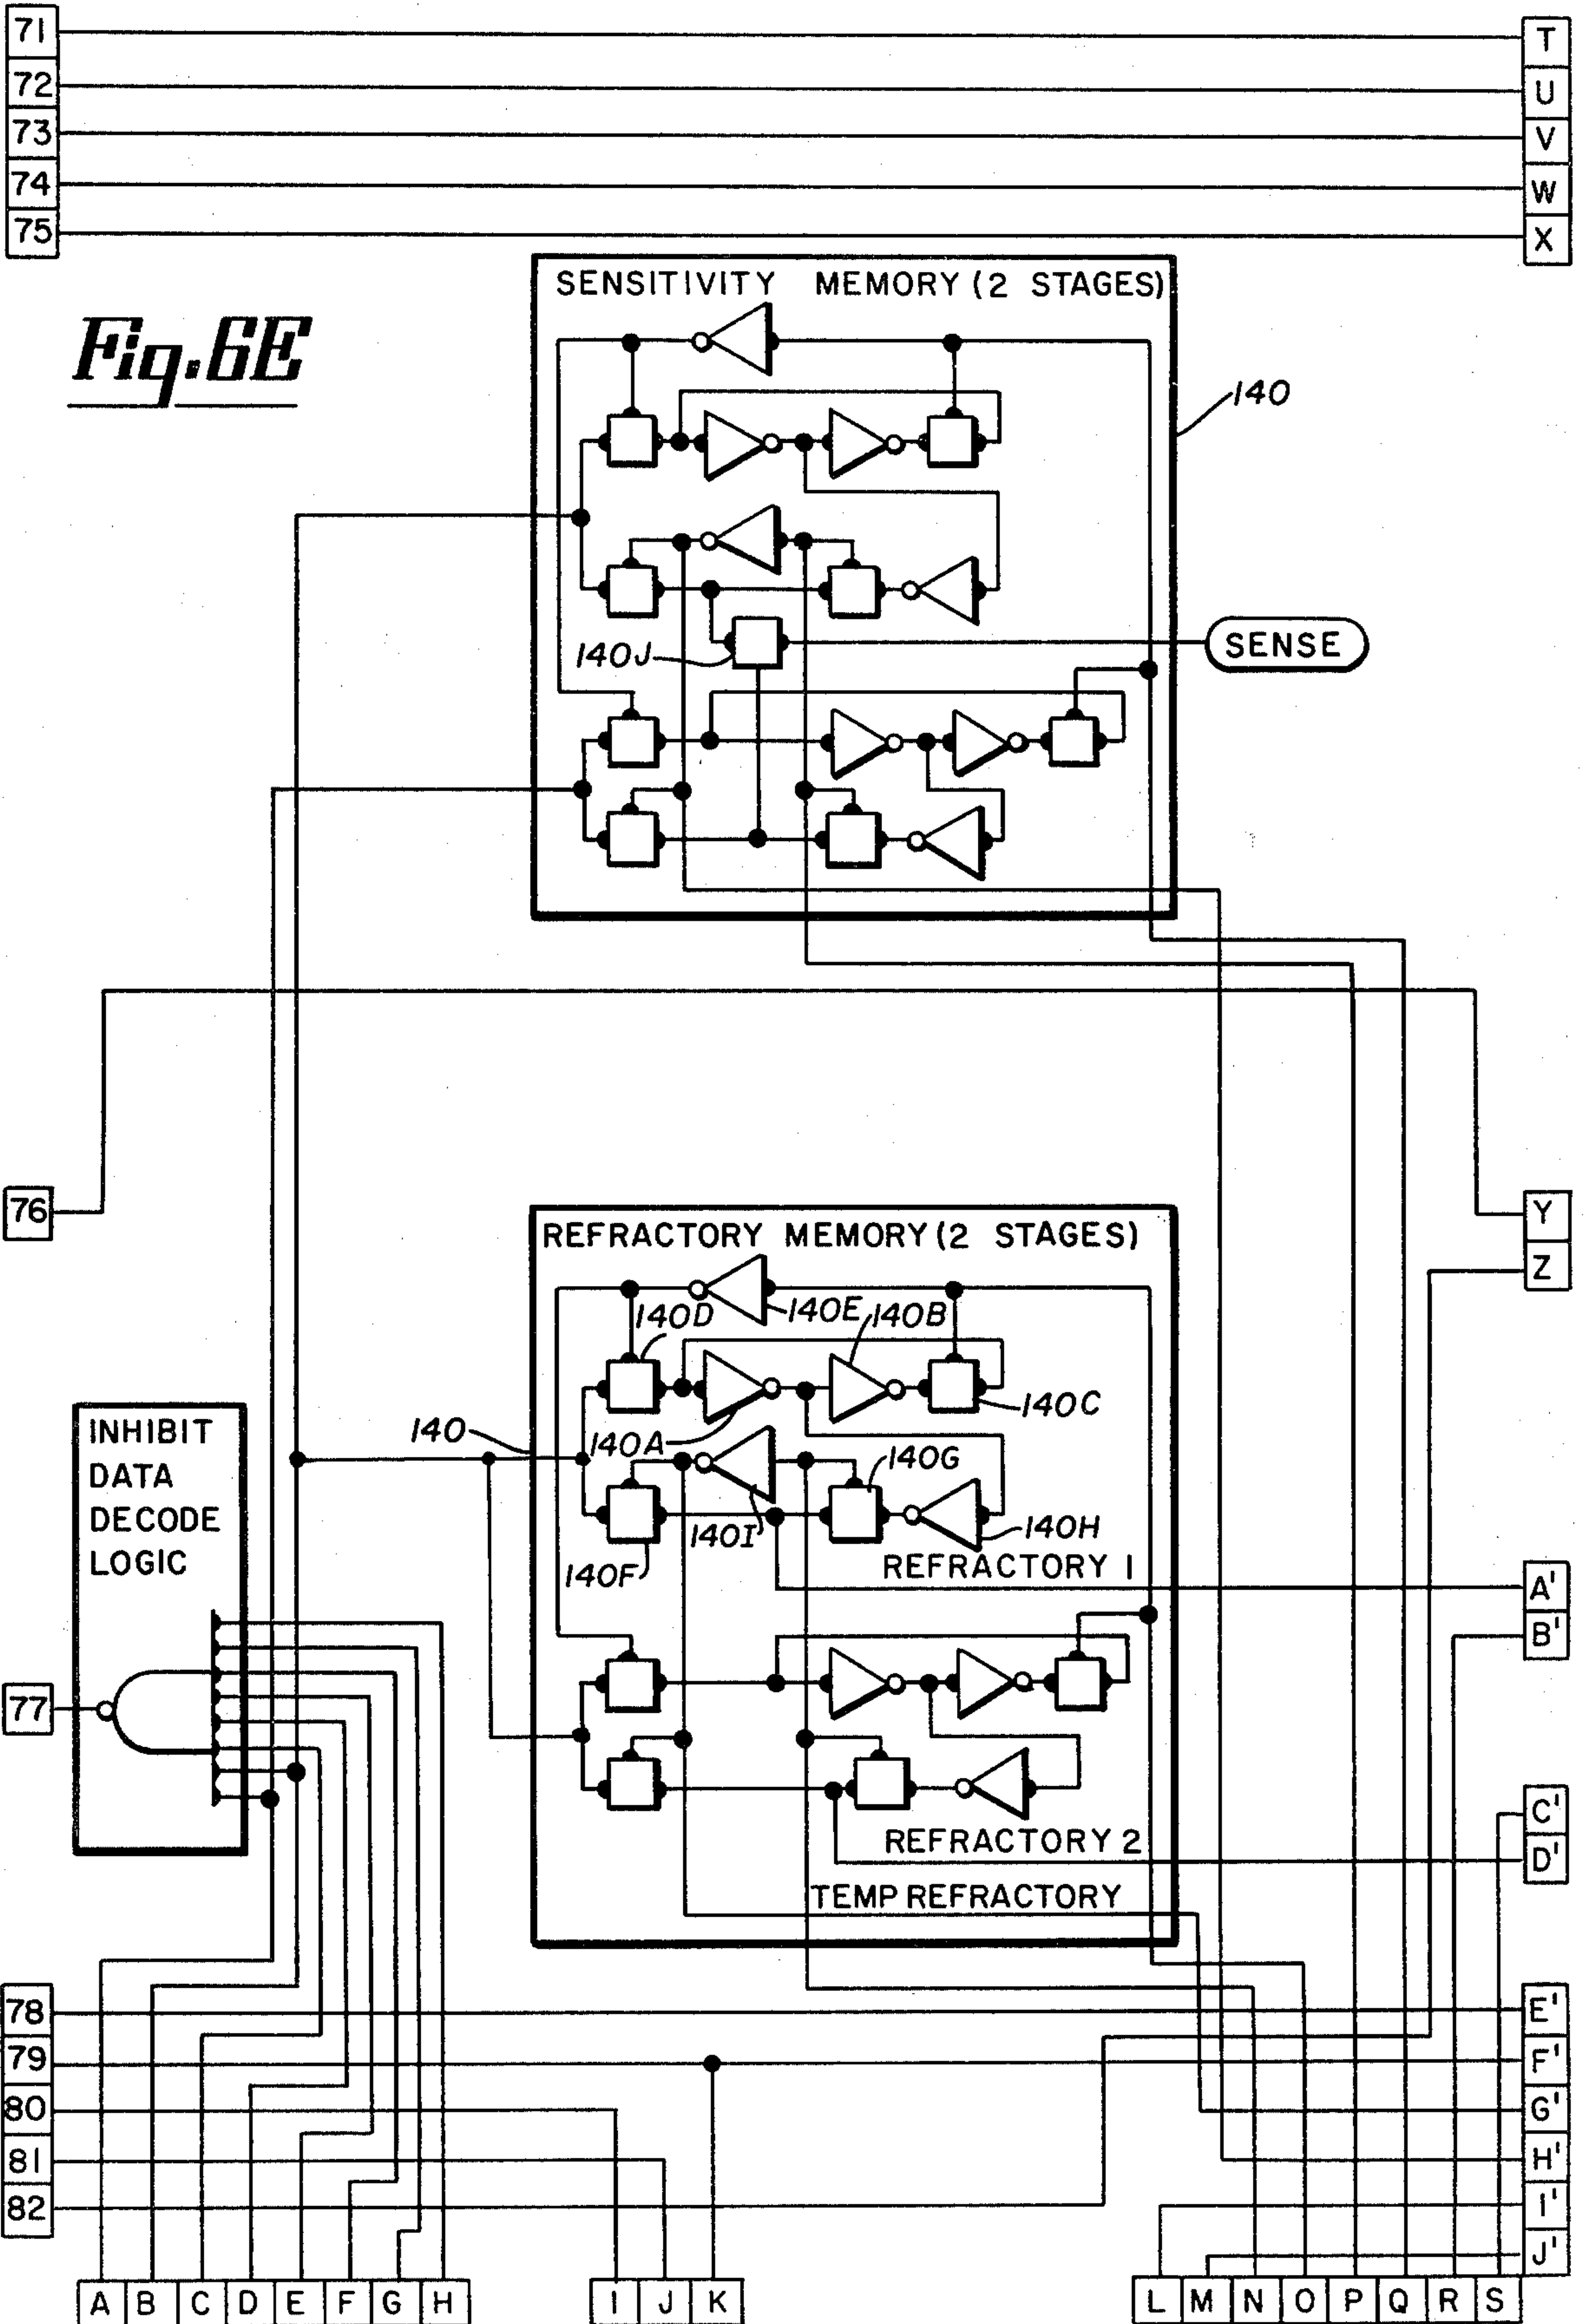 71
T
72
U
73
V
74
W
75
X
Fig. 6E
SENSITIVITY MEMORY (2 STAGES)
140
140J
SENSE
76
Y
Z
REFRACTORY MEMORY (2 STAGES)
140E
140B
140D
140C
140
140A
140G
140I
140H
140F
REFRACTORY 1
INHIBIT
DATA
DECODE
LOGIC
A'
B'
77
REFRACTORY 2
C'
D'
TEMP REFRACTORY
78
E'
79
F'
80
G'
81
H'
82
I'
J'
A B C D E F G H
I J K
L M N O P Q R S